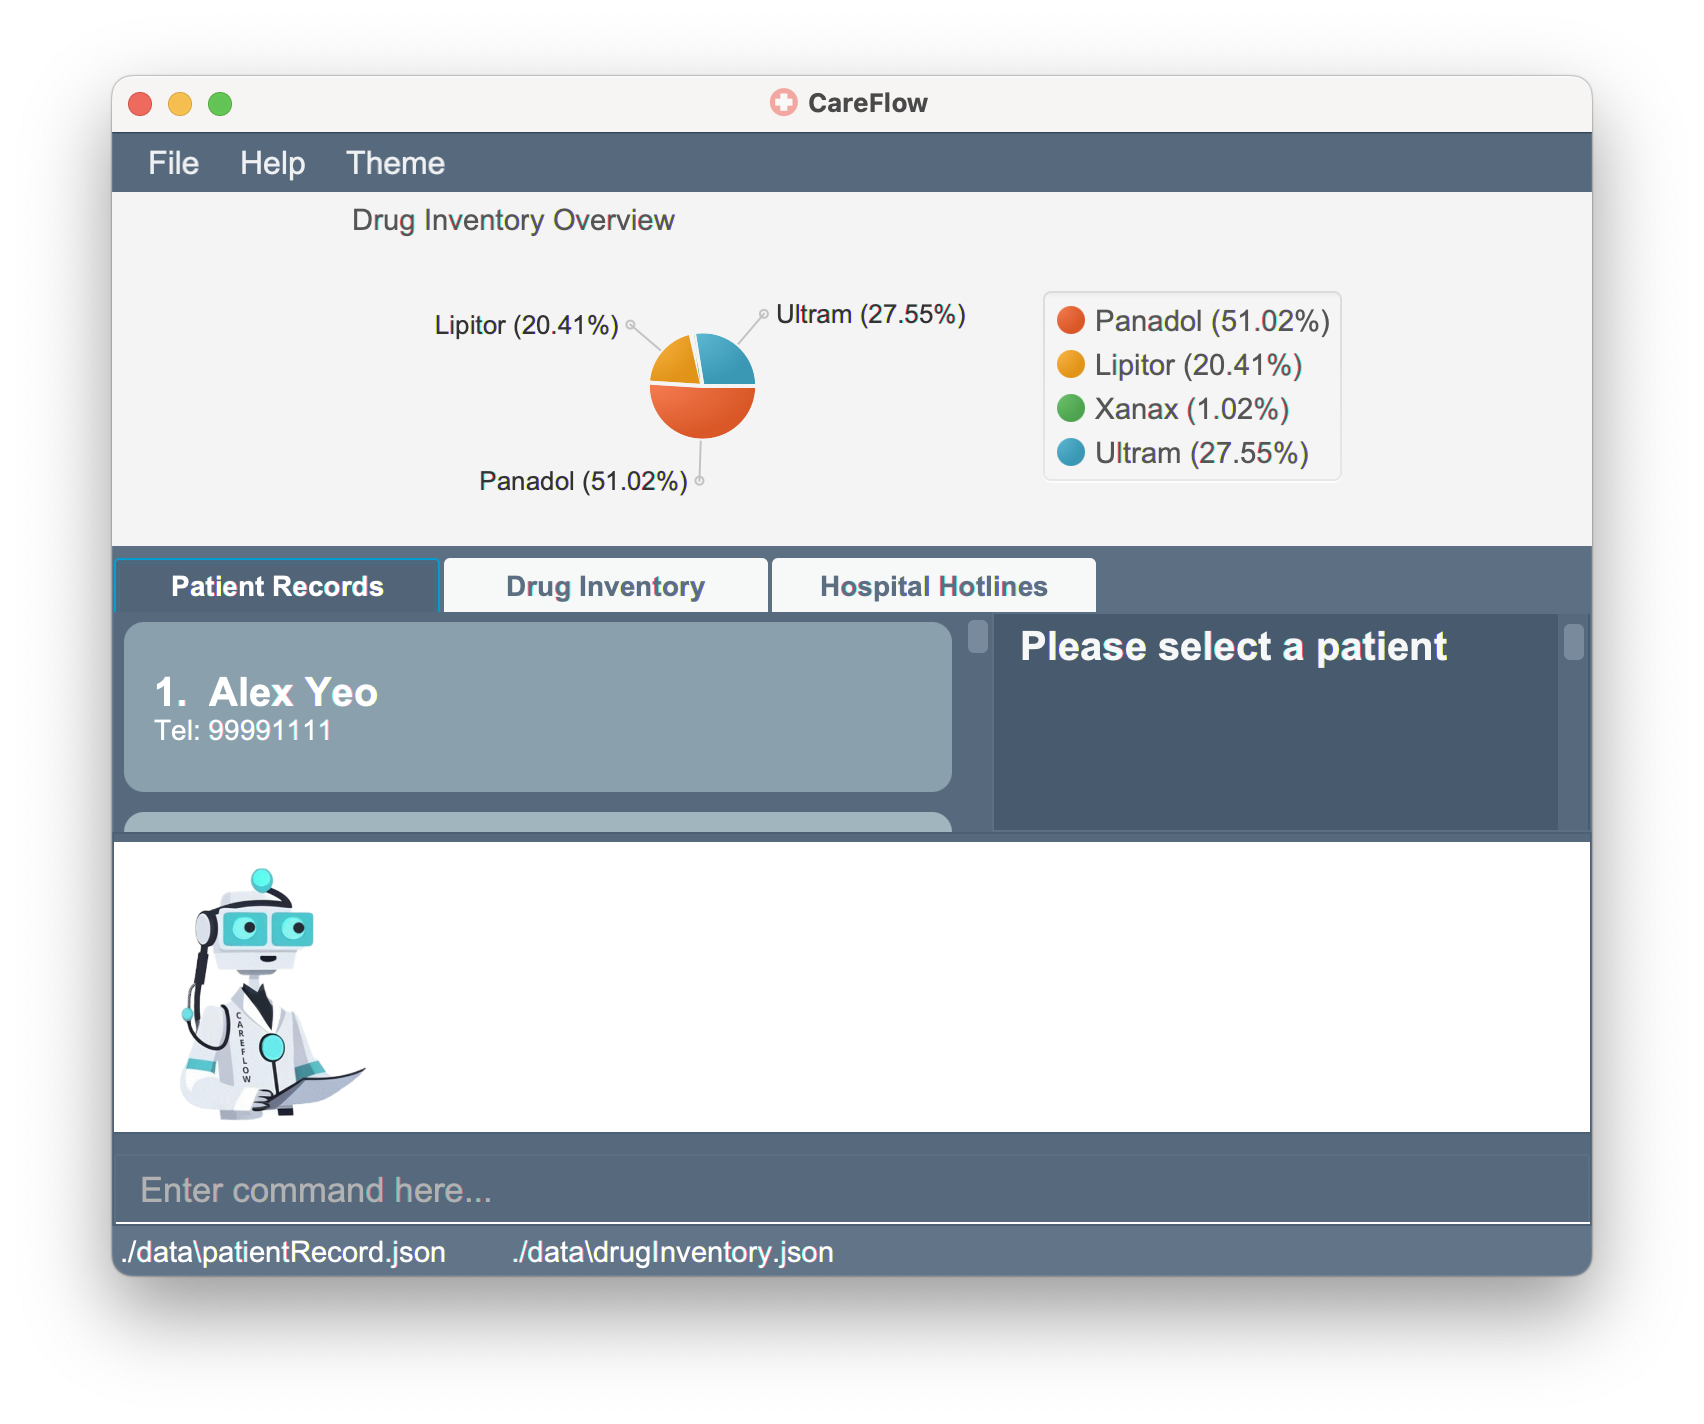 CareFlow
File Help Theme
Drug Inventory Overview
Lipitor (20.41%)
Ultram (27.55%)
Panadol (51.02%)
Panadol (51.02%)
Lipitor (20.41%)
Xanax (1.02%)
Ultram (27.55%)
Patient Records
Drug Inventory
Hospital Hotlines
1. Alex Yeo
Tel: 99991111
Please select a patient
CAREFLOW
Enter command here...
./data\patientRecord.json
./data\drugInventory.json